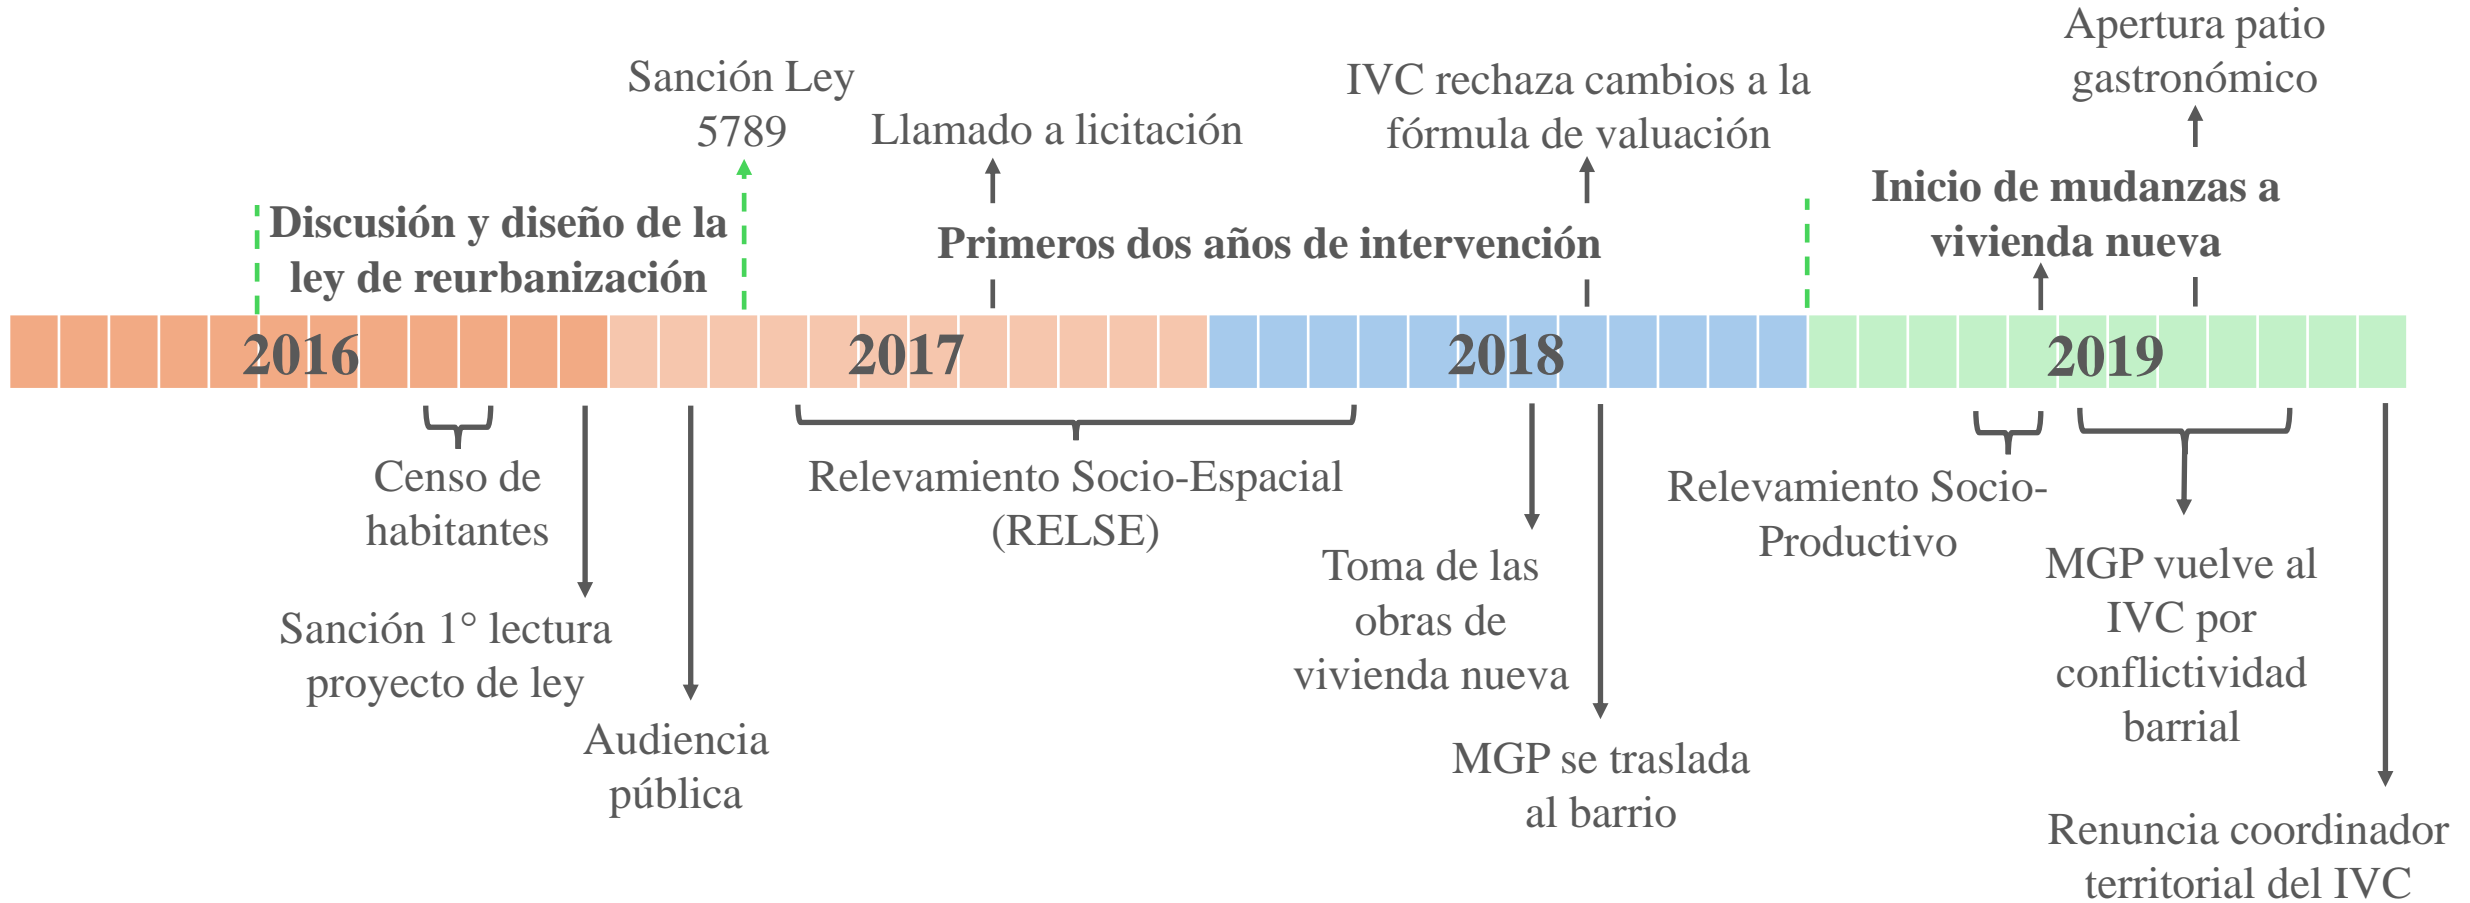 Sanción Ley
5789
Llamado a licitación
IVC rechaza cambios a la
fórmula de valuación
Apertura patio
gastronómico
Discusión y diseño de la
ley de reurbanización
Primeros dos años de intervención
Inicio de mudanzas a
vivienda nueva
2016
2017
2018
2019
Censo de
habitantes
Sanción 1° lectura
proyecto de ley
Audiencia
pública
Relevamiento Socio-Espacial
(RELSE)
Toma de las
obras de
vivienda nueva
MGP se traslada
al barrio
Relevamiento Socio-
Productivo
MGP vuelve al
IVC por
conflictividad
barrial
Renuncia coordinador
territorial del IVC